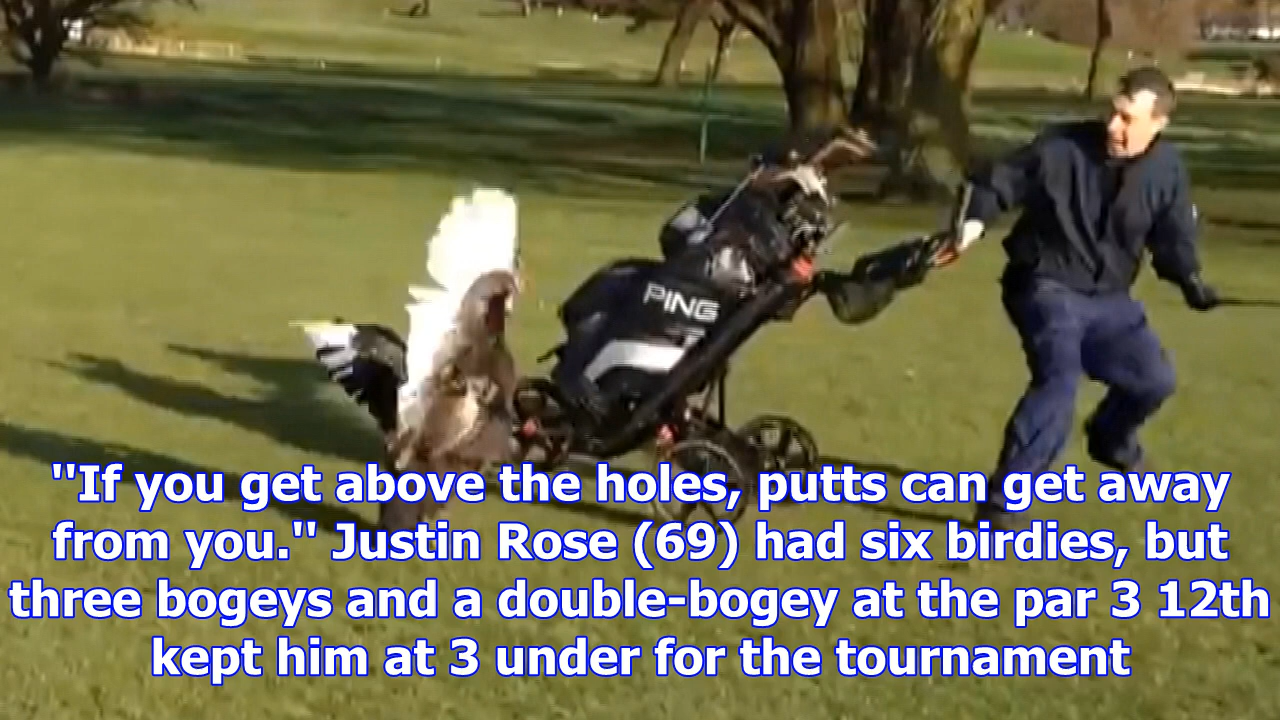 PING
"If you get above the holes, putts can get away
from you." Justin Rose (69) had six birdies, but
three bogeys and a double-bogey at the par 3 12th
kept him at 3 under for the tournament